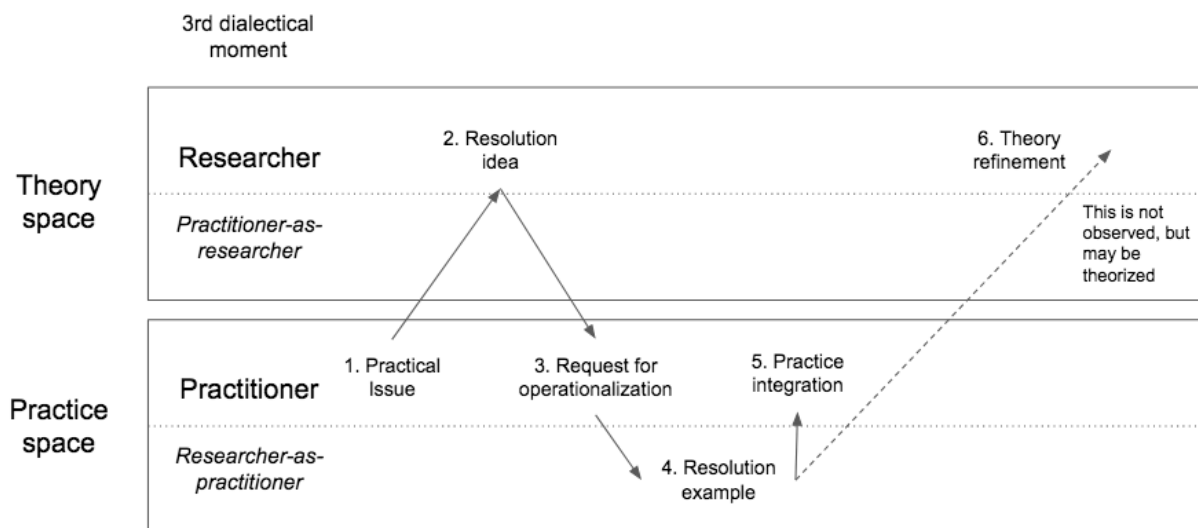 3rd dialectical
moment
Theory
space
Researcher
2. Resolution
idea
6. Theory
refinement
Practitioner-as-
researcher
This is not
observed, but
may be
theorized
Practice
space
Practitioner
1. Practical
Issue
3. Request for
operationalization
5. Practice
integration
Researcher-as-
practitioner
4. Resolution
example